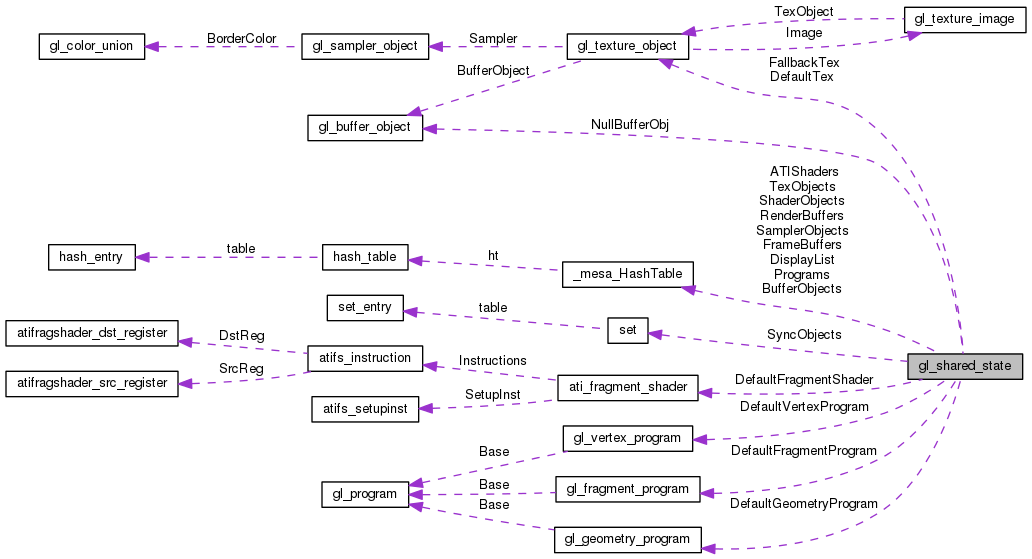 TexObject
gl_texture_image
gl_color_union
BorderColor
gl_sampler_object
Sampler
gl_texture_object
Image
BufferObject
FallbackTex
DefaultTex
gl_buffer_object
NullBufferObj
ATIShaders
TexObjects
ShaderObjects
RenderBuffers
SamplerObjects
FrameBuffers
DisplayList
Programs
BufferObjects
hash_entry
table
hash_table
ht
_mesa_HashTable
set_entry
table
set
SyncObjects
atifragshader_dst_register
DstReg
atifs_instruction
Instructions
gl_shared_state
atifragshader_src_register
SrcReg
SetupInst
ati_fragment_shader
DefaultFragmentShader
atifs_setupinst
DefaultVertexProgram
gl_vertex_program
Base
DefaultFragmentProgram
gl_program
Base
gl_fragment_program
Base
DefaultGeometryProgram
gl_geometry_program